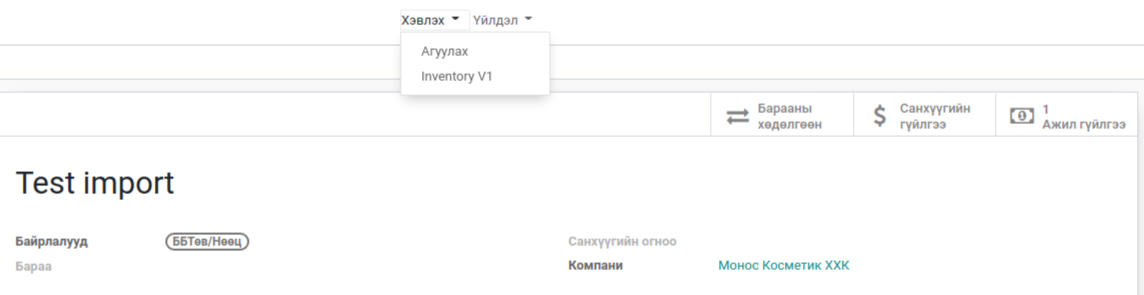 Хэвлэх Үйлдэл
Агуулах
Inventory V1
Барааны хөдөлгөөн
Санхүүгийн гүйлгээ
1 Ажил гүйлгээ
Test import
Байрлалууд ББТөв/Нөөц
Бараа
Санхүүгийн огноо
Компани Монос Косметик ХХК